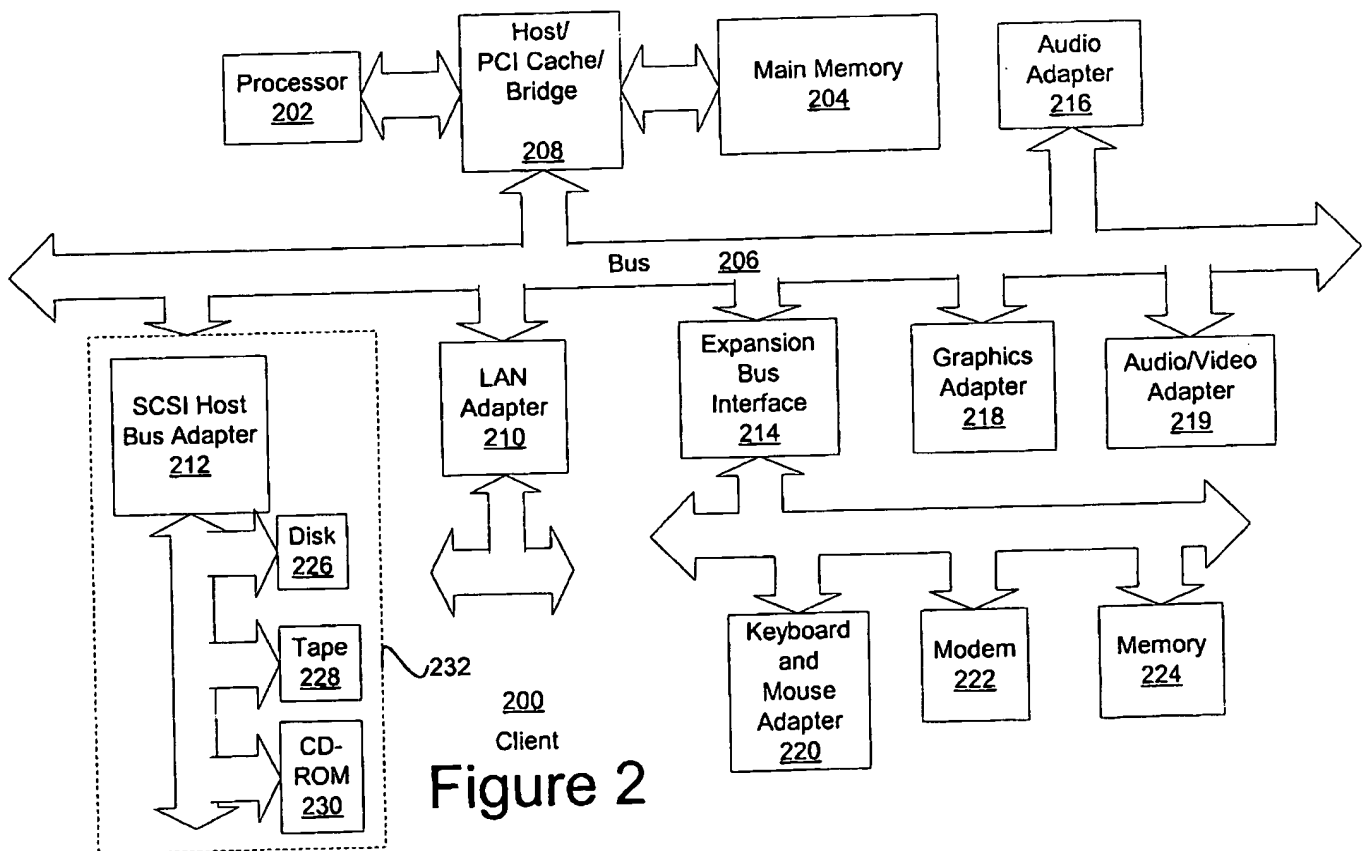 Processor
202
Host/
PCI Cache/
Bridge
208
Main Memory
204
Audio
Adapter
216
Bus 206
SCSI Host
Bus Adapter
212
LAN
Adapter
210
Expansion
Bus
Interface
214
Graphics
Adapter
218
Audio/Video
Adapter
219
Disk
226
Tape
228
CD-
ROM
230
232
Keyboard
and
Mouse
Adapter
220
Modem
222
Memory
224
200
Client
Figure 2